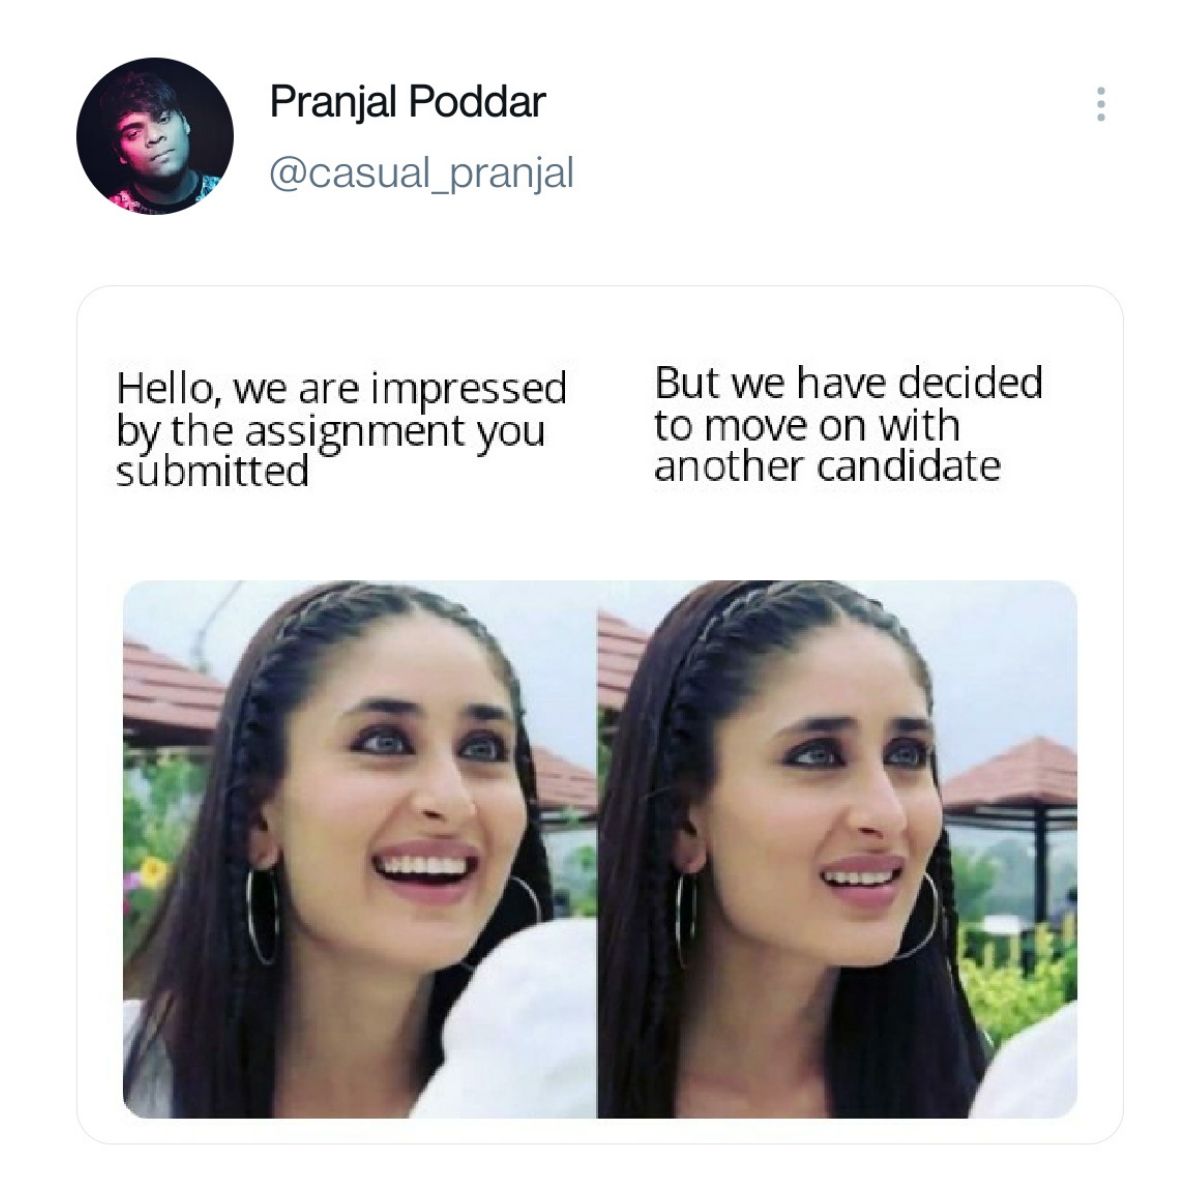 Pranjal Poddar
@casual_pranjal
Hello, we are impressed
by the assignment you
submitted
But we have decided
to move on with
another candidate